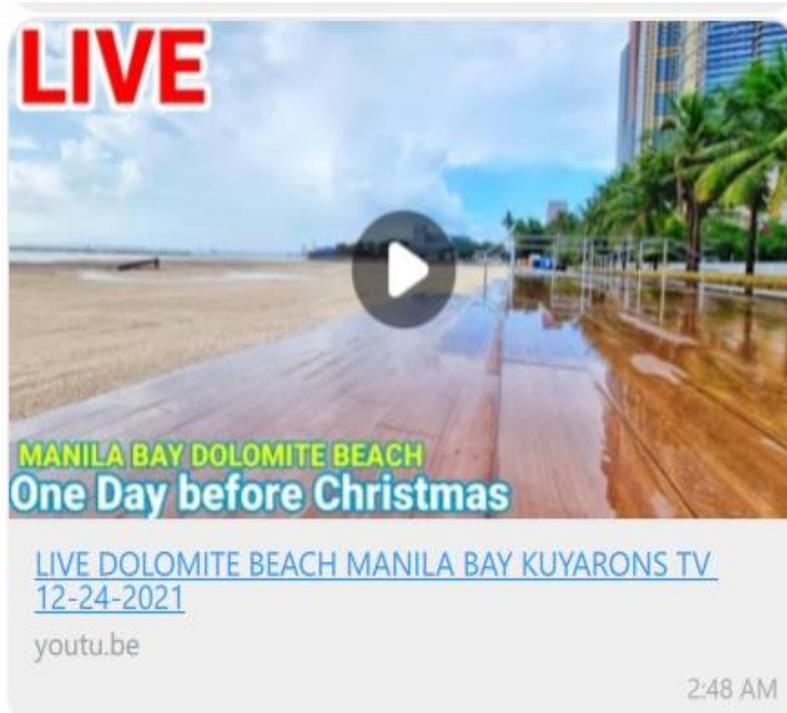 LIVE
MANILA BAY DOLOMITE BEACH
One Day before Christmas
LIVE DOLOMITE BEACH MANILA BAY KUYARONS TV
12-24-2021
youtu.be
2:48 AM